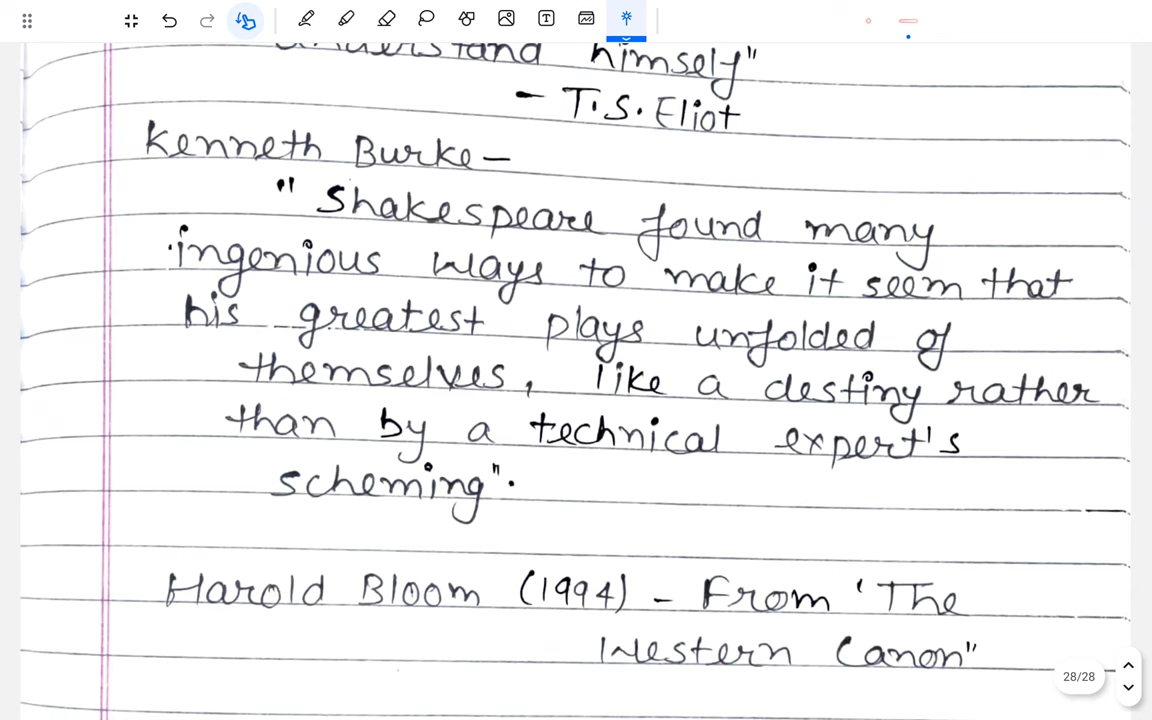 understand himself"
- T.S. Eliot
Kenneth Burke-
"Shakespeare found many
ingenious ways to make it seem that
his greatest plays unfolded of
themselves, like a destiny rather
than by a technical expert's
scheming".
Harold Bloom (1994) - From 'The
Western Canon"
28/28